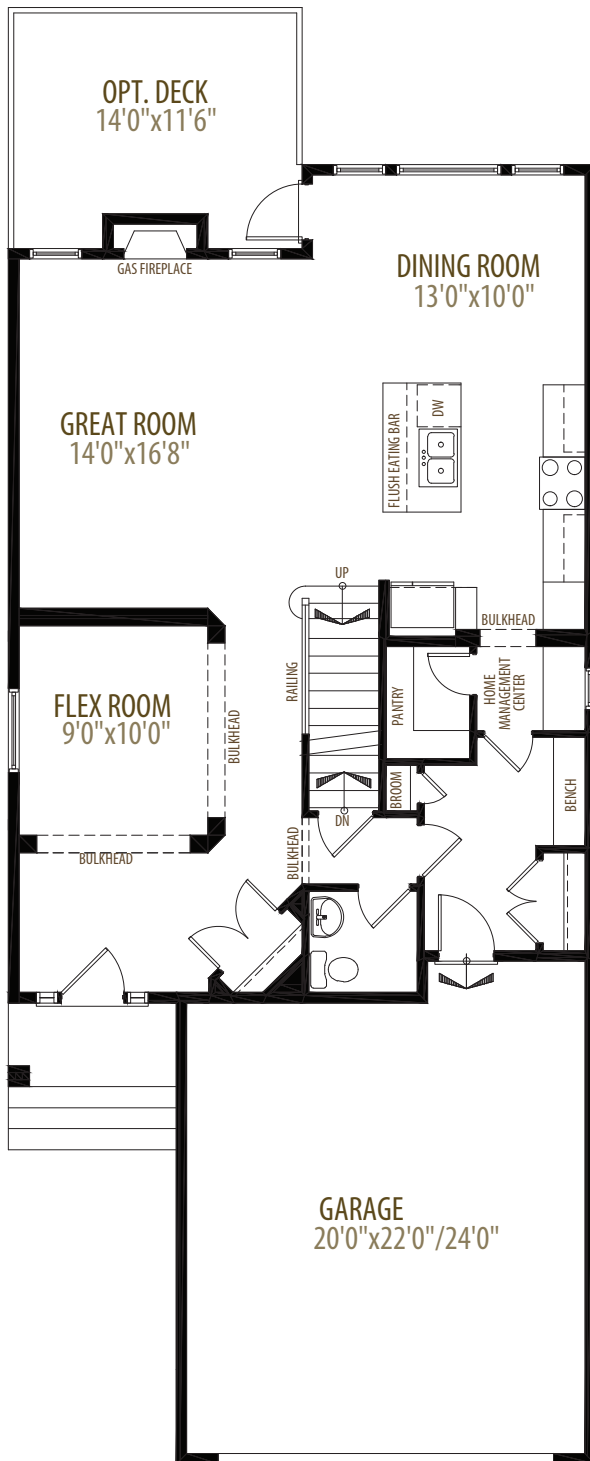 OPT. DECK
14'0"x11'6"
GAS FIREPLACE
DINING ROOM
13'0"x10'0"
GREAT ROOM
14'0"x16'8"
FLUSH EATING BAR
DW
UP
RAILING
BULKHEAD
PANTRY
HOME
MANAGEMENT
CENTER
FLEX ROOM
9'0"x10'0"
BULKHEAD
BULKHEAD
BROOM
BENCH
DN
BULKHEAD
GARAGE
20'0"x22'0"/24'0"